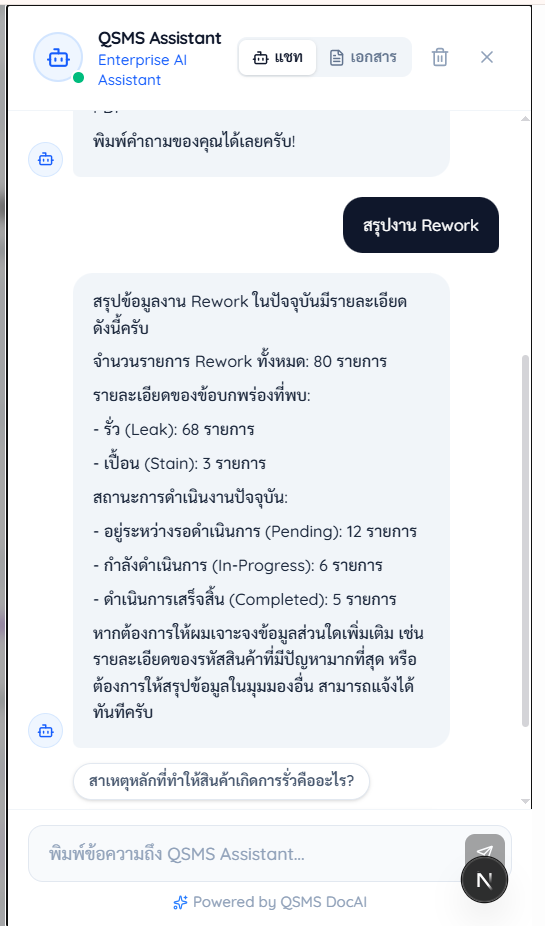 QSMS Assistant
Enterprise AI
Assistant
แชท
เอกสาร
พิมพ์คำถามของคุณได้เลยครับ!
สรุปงาน Rework
สรุปข้อมูลงาน Rework ในปัจจุบันมีรายละเอียด
ดังนี้ครับ
จำนวนรายการ Rework ทั้งหมด: 80 รายการ
รายละเอียดของข้อบกพร่องที่พบ:
- รั่ว (Leak): 68 รายการ
- เปื้อน (Stain): 3 รายการ
สถานะการดำเนินงานปัจจุบัน:
- อยู่ระหว่างรอดำเนินการ (Pending): 12 รายการ
- กำลังดำเนินการ (In-Progress): 6 รายการ
- ดำเนินการเสร็จสิ้น (Completed): 5 รายการ
หากต้องการให้ผมเจาะจงข้อมูลส่วนใดเพิ่มเติม เช่น
รายละเอียดของรหัสสินค้าที่มีปัญหามากที่สุด หรือ
ต้องการให้สรุปข้อมูลในมุมมองอื่น สามารถแจ้งได้
ทันทีครับ
สาเหตุหลักที่ทำให้สินค้าเกิดการรั่วคืออะไร?
พิมพ์ข้อความถึง QSMS Assistant...
N
Powered by QSMS DocAI